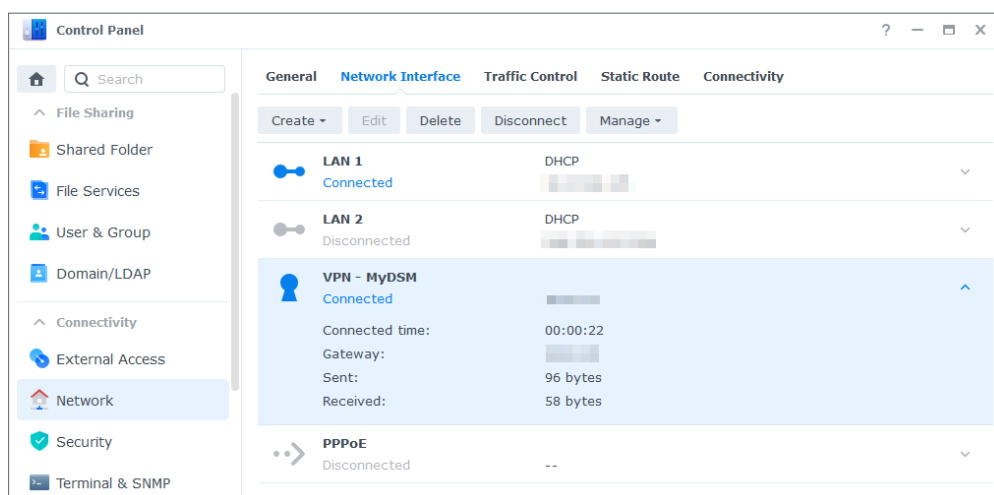 Control Panel
?
Search
File Sharing
Shared Folder
File Services
User & Group
Domain/LDAP
Connectivity
External Access
Network
Security
Terminal & SNMP
General Network Interface Traffic Control Static Route Connectivity
Create Edit Delete Disconnect Manage
LAN 1 DHCP
Connected
LAN 2 DHCP
Disconnected
VPN - MyDSM
Connected
Connected time: 00:00:22
Gateway:
Sent: 96 bytes
Received: 58 bytes
PPPoE
Disconnected --